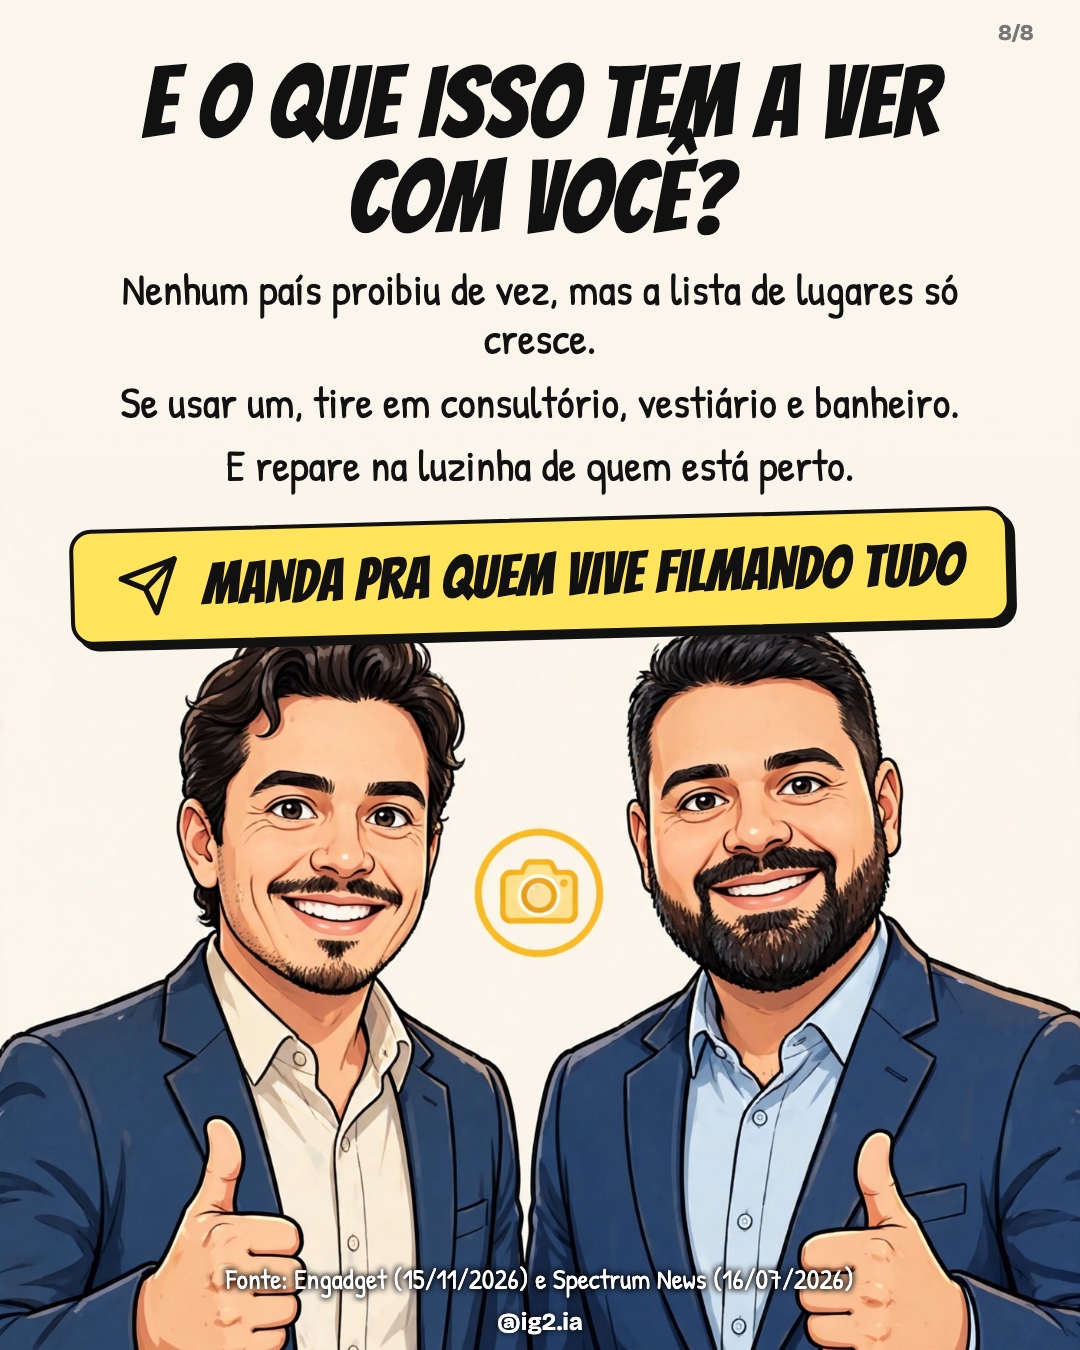 8/8
E O QUE ISSO TEM A VER
COM VOCÊ?
Nenhum país proibiu de vez, mas a lista de lugares só
cresce.
Se usar um, tire em consultório, vestiário e banheiro.
E repare na luzinha de quem está perto.
MANDA PRA QUEM VIVE FILMANDO TUDO
Fonte: Engadget (15/11/2026) e Spectrum News (16/07/2026)
@ig2.ia